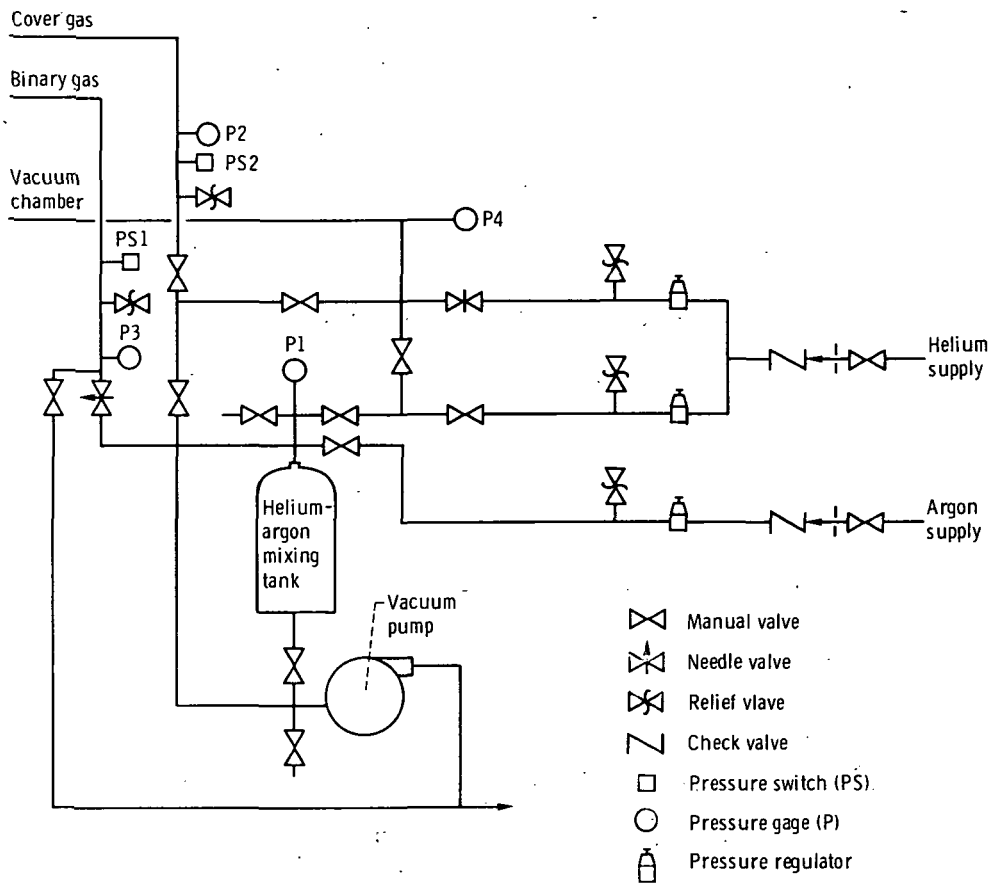 Cover gas
Binary gas
P2
PS2
Vacuum
chamber
P4
PS1
P3
P1
Helium
supply
Helium-
argon
mixing
tank
Argon
supply
Vacuum
pump
Manual valve
Needle valve
Relief vlave
Check valve
Pressure switch (PS)
Pressure gage (P)
Pressure regulator